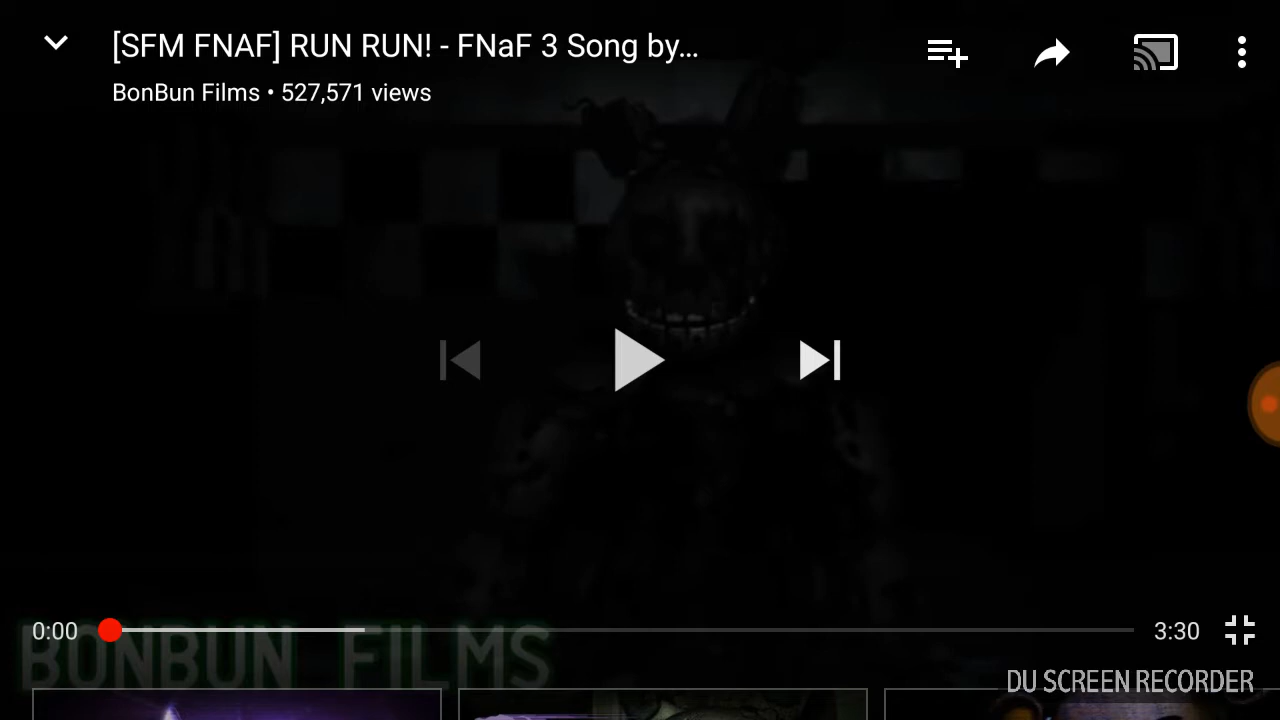 [SFM FNAF] RUN RUN! - FNaF 3 Song by...
BonBun Films • 527,571 views
0:00
3:30
BONBUN FILMS
DU SCREEN RECORDER